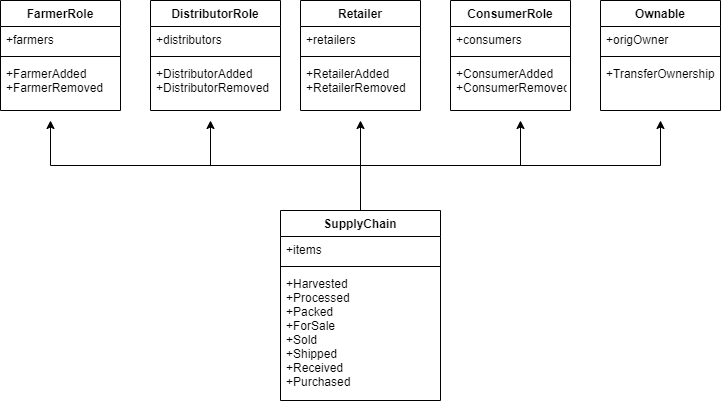 FarmerRole
+farmers
+FarmerAdded
+FarmerRemoved
DistributorRole
+distributors
+DistributorAdded
+DistributorRemoved
Retailer
+retailers
+RetailerAdded
+RetailerRemoved
ConsumerRole
+consumers
+ConsumerAdded
+ConsumerRemoved
Ownable
+origOwner
+TransferOwnership
SupplyChain
+items
+Harvested
+Processed
+Packed
+ForSale
+Sold
+Shipped
+Received
+Purchased